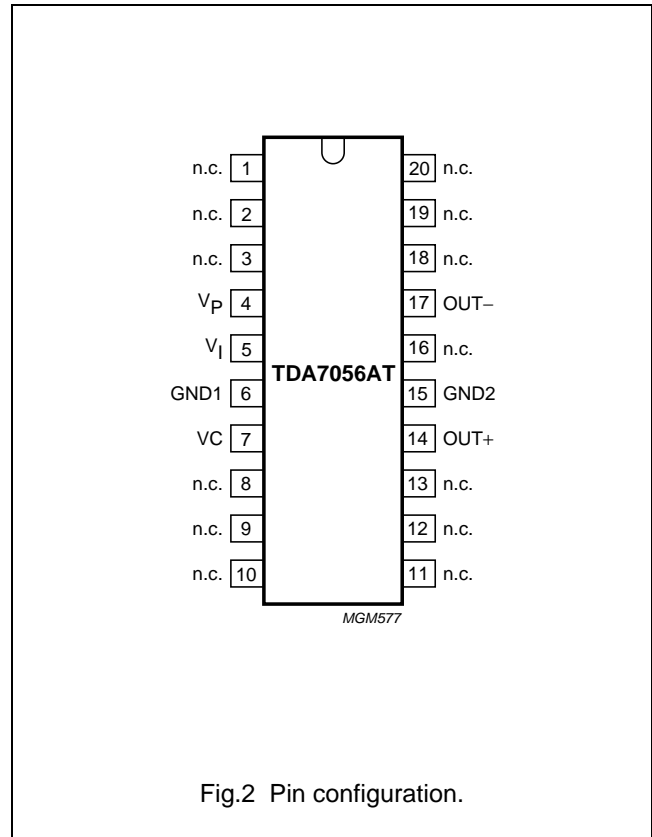 n.c. 1 20 n.c.
n.c. 2 19 n.c.
n.c. 3 18 n.c.
VP 4 17 OUT−
VI 5 16 n.c.
TDA7056AT
GND1 6 15 GND2
VC 7 14 OUT+
n.c. 8 13 n.c.
n.c. 9 12 n.c.
n.c. 10 11 n.c.
MGM577
Fig.2 Pin configuration.